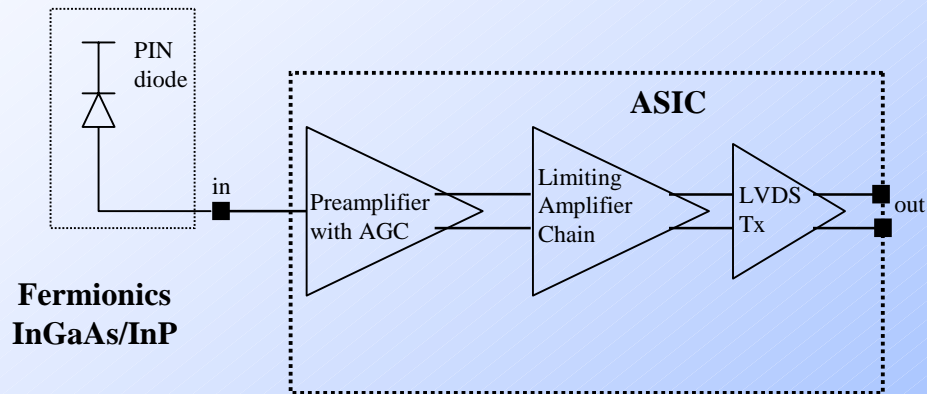 PIN
diode
ASIC
in
Preamplifier
with AGC
Limiting
Amplifier
Chain
LVDS
Tx
out
Fermionics
InGaAs/InP